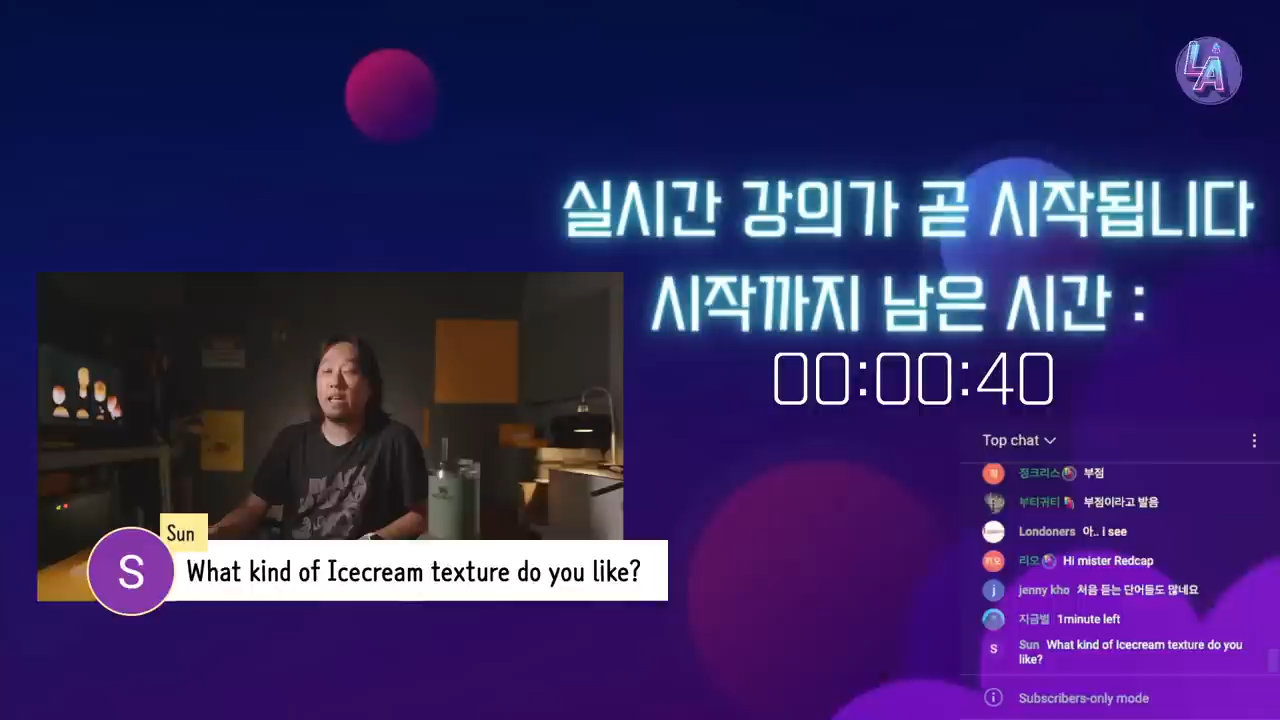 LA
실시간 강의가 곧 시작됩니다
시작까지 남은 시간 :
00:00:40
Sun
S
What kind of Icecream texture do you like?
Top chat
정크리스 부점
부티귀티 부점이라고 발음
Londoners 아.. i see
리오 Hi mister Redcap
j
jenny kho 처음 듣는 단어들도 많네요
지금별 1minute left
S
Sun What kind of Icecream texture do you
like?
Subscribers-only mode